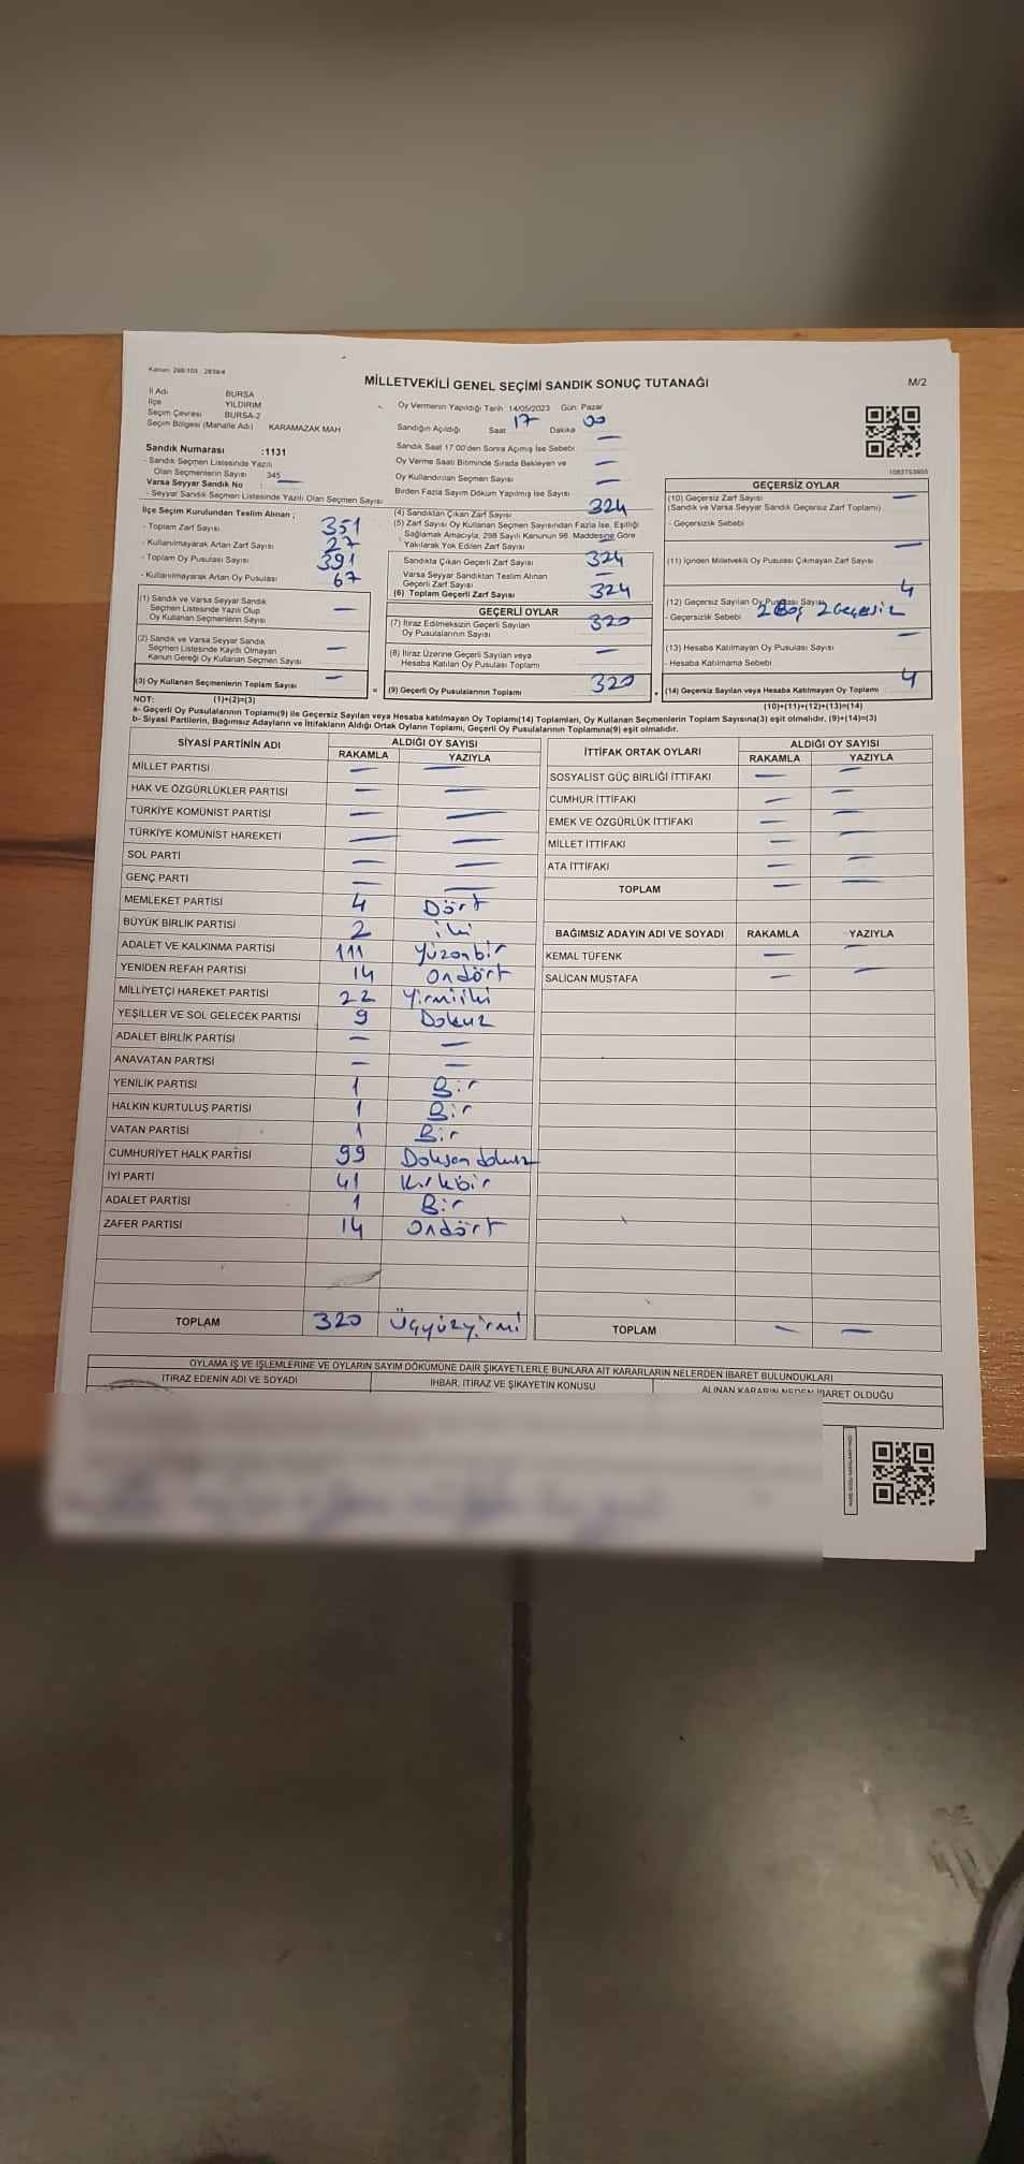 MİLLETVEKİLİ GENEL SEÇİMİ SANDIK SONUÇ TUTANAĞI
M/2
İl Adı BURSA
İlçe YILDIRIM
Seçim Çevresi BURSA-2
Seçim Bölgesi (Mahalle Adı) KARAMAZAK MAH
Oy Vermenin Yapıldığı Tarih :14/05/2023 Gün: Pazar
Sandığın Açıldığı Saat 17 Dakika 00
Sandık Saat 17:00'den Sonra Açımış İse Sebebi —
Oy Verme Saati Bitiminde Sırada Bekleyen ve —
Oy Kullandırılan Seçmen Sayısı —
Birden Fazla Sayım Döküm Yapılmış İse Sayısı —
Sandık Numarası :1131
- Sandık Seçmen Listesinde Yazılı
Olan Seçmenlerin Sayısı 345
Varsa Seyyar Sandık No : —
- Seyyar Sandık Seçmen Listesinde Yazılı Olan Seçmen Sayısı
İlçe Seçim Kurulundan Teslim Alınan ;
- Toplam Zarf Sayısı 351
- Kullanılmayarak Artan Zarf Sayısı 27
- Toplam Oy Pusulası Sayısı 391
- Kullanılmayarak Artan Oy Pusulası 67
(1) Sandık ve Varsa Seyyar Sandık
Seçmen Listesinde Yazılı Olup
Oy Kullanan Seçmenlerin Sayısı —
(2) Sandık ve Varsa Seyyar Sandık
Seçmen Listesinde Kaydı Olmayan
Kanun Gereği Oy Kullanan Seçmen Sayısı —
(3) Oy Kullanan Seçmenlerin Toplam Sayısı —
(4) Sandıktan Çıkan Zarf Sayısı 324
(5) Zarf Sayısı Oy Kullanan Seçmen Sayısından Fazla İse, Eşitliği
Sağlamak Amacıyla, 298 Sayılı Kanunun 98. Maddesine Göre
Yakılarak Yok Edilen Zarf Sayısı —
Sandıkta Çıkan Geçerli Zarf Sayısı 324
Varsa Seyyar Sandıktan Teslim Alınan
Geçerli Zarf Sayısı —
(6) Toplam Geçerli Zarf Sayısı 324
GEÇERLİ OYLAR
(7) İtiraz Edilmeksizin Geçerli Sayılan
Oy Pusulalarının Sayısı 320
(8) İtiraz Üzerine Geçerli Sayılan veya
Hesaba Katılan Oy Pusulası Toplamı —
= (9) Geçerli Oy Pusulalarının Toplamı 320
GEÇERSİZ OYLAR
(10) Geçersiz Zarf Sayısı —
(Sandık ve Varsa Seyyar Sandık Geçersiz Zarf Toplamı)
- Geçersizlik Sebebi
(11) İçinden Milletvekili Oy Pusulası Çıkmayan Zarf Sayısı —
(12) Geçersiz Sayılan Oy Pusulası Sayısı 4
- Geçersizlik Sebebi 2 Boş 2 Geçersiz
(13) Hesaba Katılmayan Oy Pusulası Sayısı —
- Hesaba Katılmama Sebebi
+ (14) Geçersiz Sayılan veya Hesaba Katılmayan Oy Toplamı 4
NOT: (1)+(2)=(3)
(10)+(11)+(12)+(13)=(14)
a- Geçerli Oy Pusulalarının Toplamı(9) ile Geçersiz Sayılan veya Hesaba katılmayan Oy Toplamı(14) Toplamları, Oy Kullanan Seçmenlerin Toplam Sayısına(3) eşit olmalıdır. (9)+(14)=(3)
b- Siyasi Partilerin, Bağımsız Adayların ve İttifakların Aldığı Ortak Oyların Toplamı, Geçerli Oy Pusulalarının Toplamına(9) eşit olmalıdır.
SİYASİ PARTİNİN ADI ALDIĞI OY SAYISI
RAKAMLA YAZIYLA
MİLLET PARTİSİ — —
HAK VE ÖZGÜRLÜKLER PARTİSİ — —
TÜRKİYE KOMÜNİST PARTİSİ — —
TÜRKİYE KOMÜNİST HAREKETİ — —
SOL PARTİ — —
GENÇ PARTİ — —
MEMLEKET PARTİSİ 4 Dört
BÜYÜK BİRLİK PARTİSİ 2 iki
ADALET VE KALKINMA PARTİSİ 111 Yüzonbir
YENİDEN REFAH PARTİSİ 14 Ondört
MİLLİYETÇİ HAREKET PARTİSİ 22 Yirmiiki
YEŞİLLER VE SOL GELECEK PARTİSİ 9 Dokuz
ADALET BİRLİK PARTİSİ — —
ANAVATAN PARTİSİ — —
YENİLİK PARTİSİ 1 Bir
HALKIN KURTULUŞ PARTİSİ 1 Bir
VATAN PARTİSİ 1 Bir
CUMHURİYET HALK PARTİSİ 99 Doksandokuz
İYİ PARTİ 41 Kırkbir
ADALET PARTİSİ 1 Bir
ZAFER PARTİSİ 14 Ondört
TOPLAM 320 Üçyüzyirmi
İTTİFAK ORTAK OYLARI ALDIĞI OY SAYISI
RAKAMLA YAZIYLA
SOSYALİST GÜÇ BİRLİĞİ İTTİFAKI — —
CUMHUR İTTİFAKI — —
EMEK VE ÖZGÜRLÜK İTTİFAKI — —
MİLLET İTTİFAKI — —
ATA İTTİFAKI — —
TOPLAM — —
BAĞIMSIZ ADAYIN ADI VE SOYADI RAKAMLA YAZIYLA
KEMAL TÜFENK — —
SALİCAN MUSTAFA — —
TOPLAM — —
OYLAMA İŞ VE İŞLEMLERİNE VE OYLARIN SAYIM DÖKÜMÜNE DAİR ŞİKAYETLERLE BUNLARA AİT KARARLARIN NELERDEN İBARET BULUNDUKLARI
İTİRAZ EDENİN ADI VE SOYADI İHBAR, İTİRAZ VE ŞİKAYETİN KONUSU ALINAN KARARIN NEDEN İBARET OLDUĞU